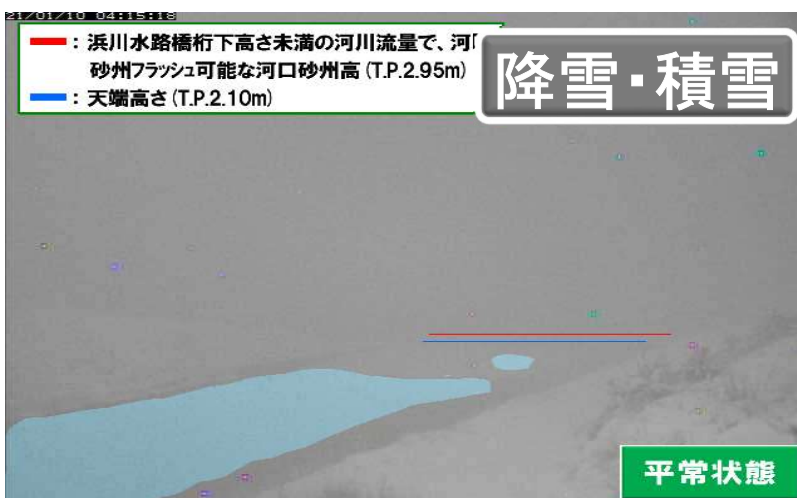 21/01/10 04:15:18
：浜川水路橋桁下高さ未満の河川流量で、河
砂州フラッシュ可能な河口砂州高（T.P.2.95m）
：天端高さ（T.P.2.10m）
降雪・積雪
平常状態